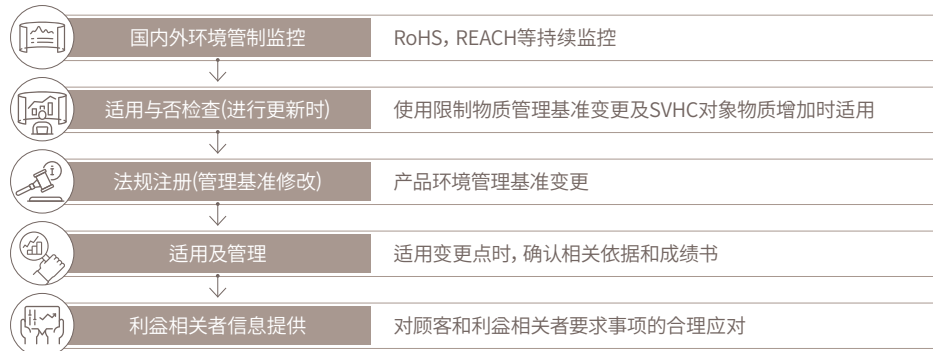 国内外环境管制监控
RoHS, REACH等持续监控
适用与否检查(进行更新时)
使用限制物质管理基准变更及SVHC对象物质增加时适用
法规注册(管理基准修改)
产品环境管理基准变更
适用及管理
适用变更点时, 确认相关依据和成绩书
利益相关者信息提供
对顾客和利益相关者要求事项的合理应对